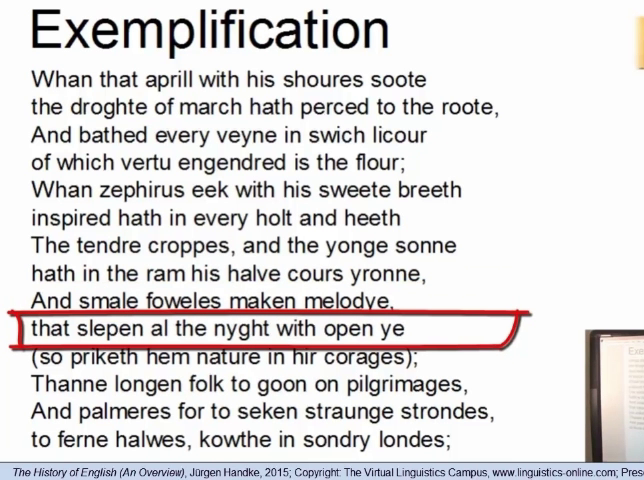 Exemplification
Whan that aprill with his shoures soote
the droghte of march hath perced to the roote,
And bathed every veyne in swich licour
of which vertu engendred is the flour;
Whan zephirus eek with his sweete breeth
inspired hath in every holt and heeth
The tendre croppes, and the yonge sonne
hath in the ram his halve cours yronne,
And smale foweles maken melodye,
that slepen al the nyght with open ye
(so priketh hem nature in hir corages);
Thanne longen folk to goon on pilgrimages,
And palmeres for to seken straunge strondes,
to ferne halwes, kowthe in sondry londes;
The History of English (An Overview), Jürgen Handke, 2015; Copyright: The Virtual Linguistics Campus, www.linguistics-online.com; Pres